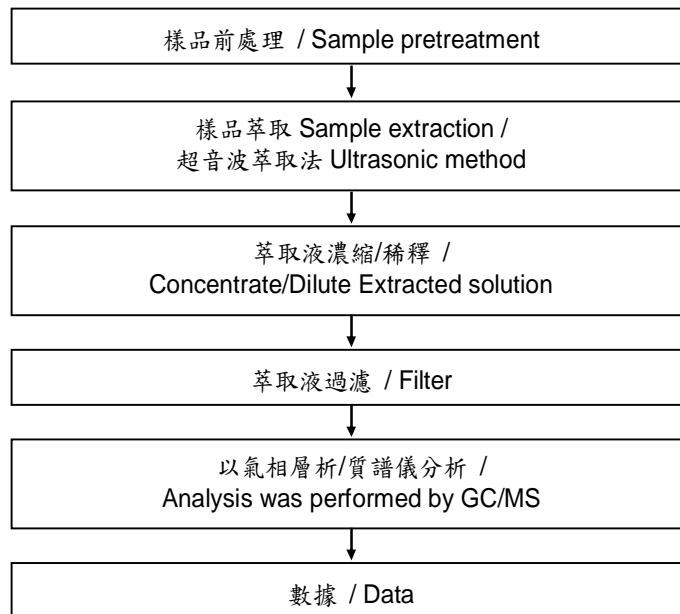 樣品前處理 / Sample pretreatment
樣品萃取 Sample extraction /
超音波萃取法 Ultrasonic method
萃取液濃縮/稀釋 /
Concentrate/Dilute Extracted solution
萃取液過濾 / Filter
以氣相層析/質譜儀分析 /
Analysis was performed by GC/MS
數據 / Data